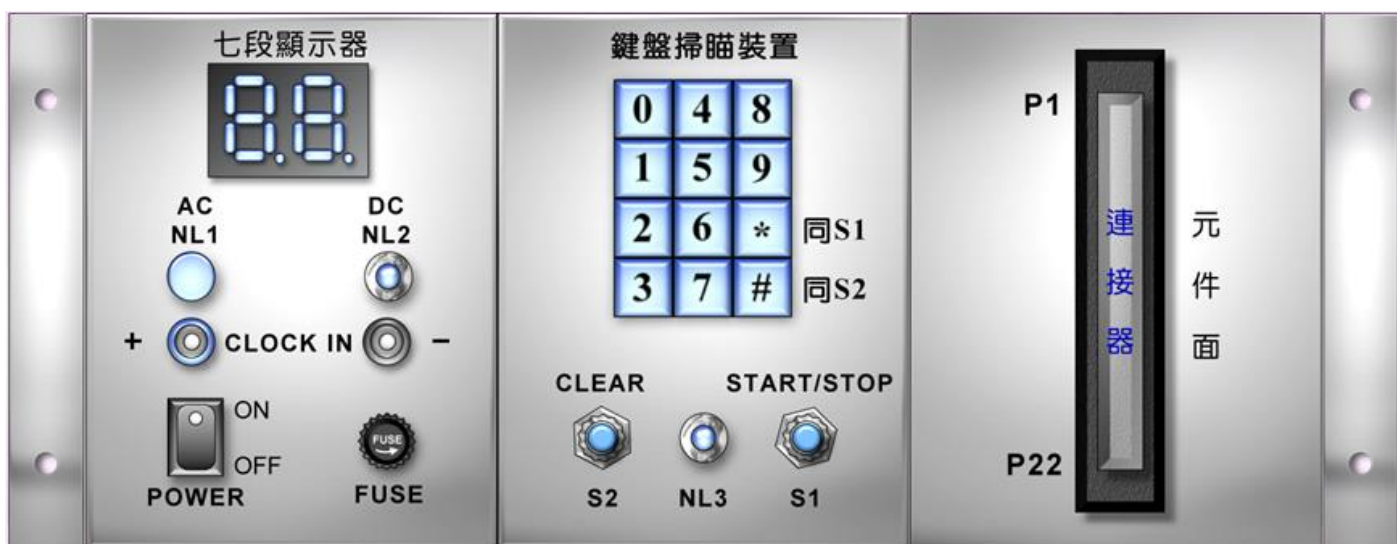 七段顯示器
8.8.
AC
NL1
DC
NL2
+ CLOCK IN −
ON
OFF
POWER
FUSE
FUSE
鍵盤掃瞄裝置
0 4 8
1 5 9
2 6 * 同S1
3 7 # 同S2
CLEAR
START/STOP
S2
NL3
S1
P1
P22
連接器
元件面